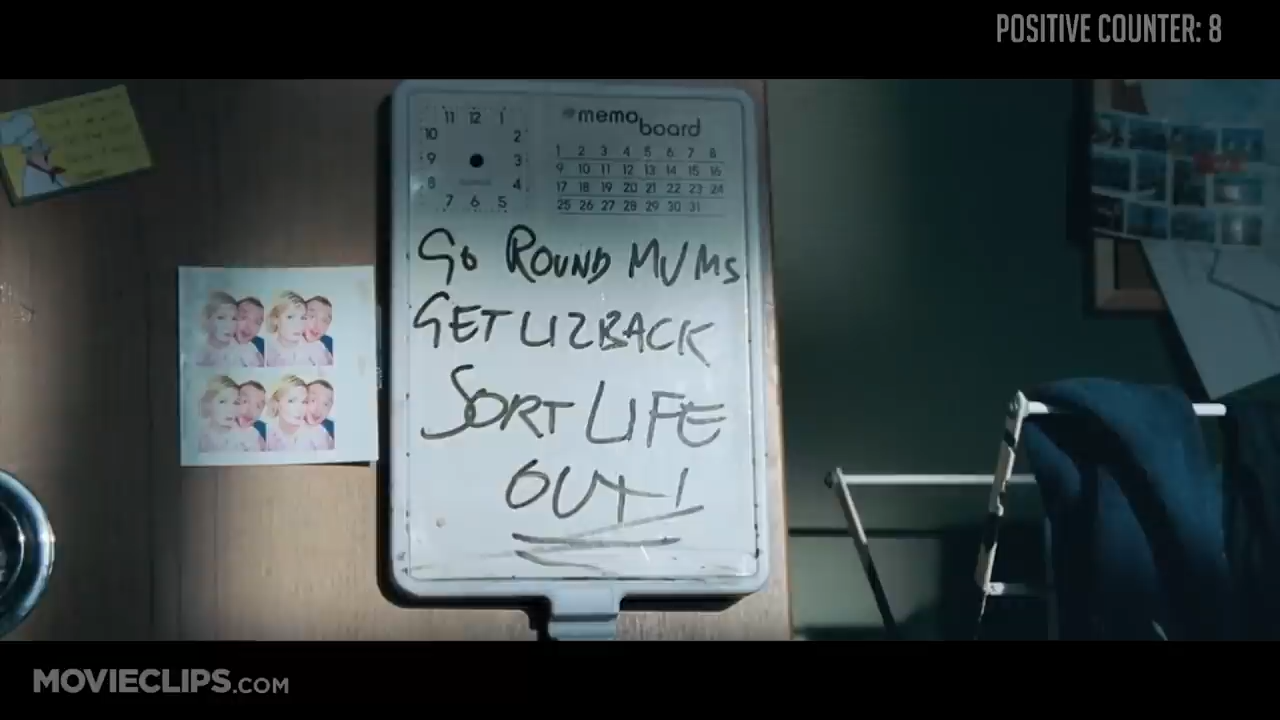 POSITIVE COUNTER: 8
memo
board
11 12 1
10 2
9 3
8 4
7 6 5
1 2 3 4 5 6 7 8
9 10 11 12 13 14 15 16
17 18 19 20 21 22 23 24
25 26 27 28 29 30 31
GO ROUND MUMS
GET LIZ BACK
SORT LIFE
OUT!
MOVIECLIPS.COM